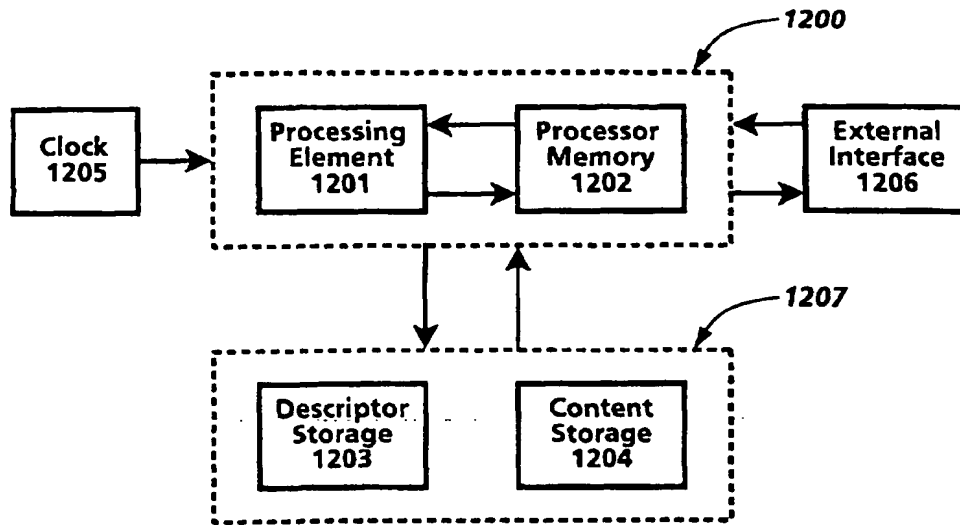 1200
Clock
1205
Processing
Element
1201
Processor
Memory
1202
External
Interface
1206
1207
Descriptor
Storage
1203
Content
Storage
1204